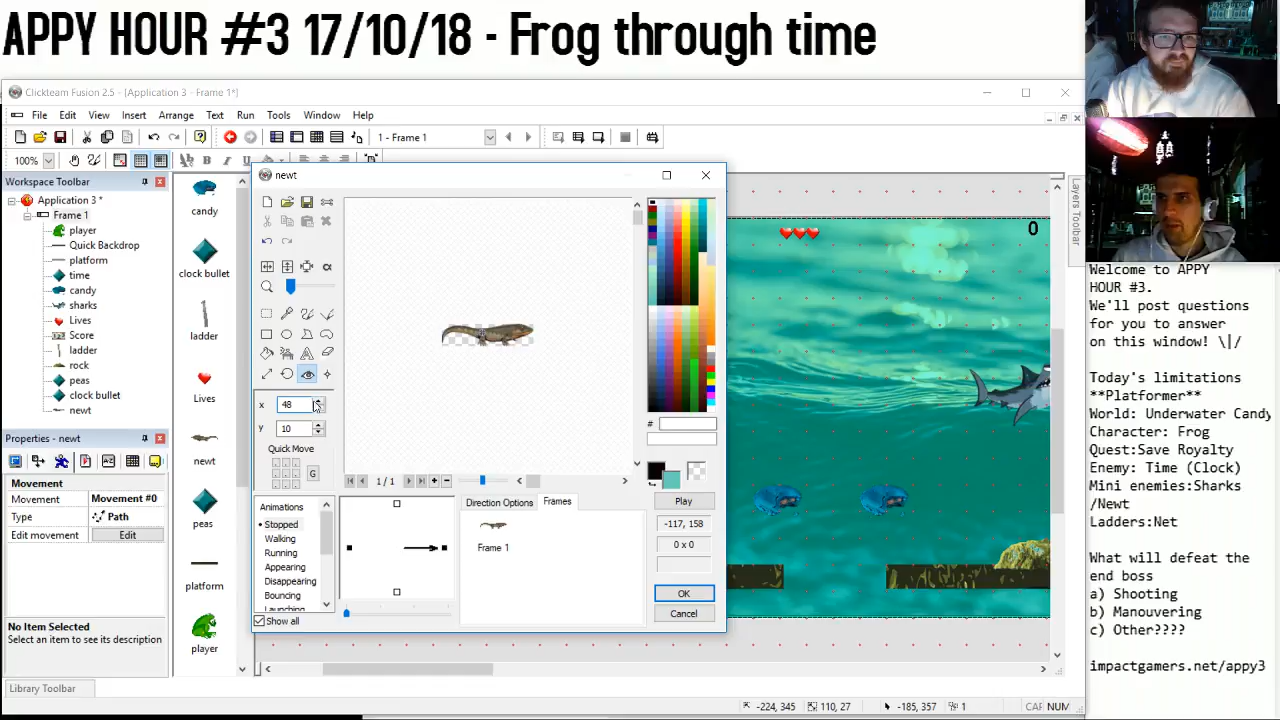 APPY HOUR #3 17/10/18 - Frog through time
Clickteam Fusion 2.5 - [Application 3 - Frame 1*]
File Edit View Insert Arrange Text Run Tools Window Help
1 - Frame 1
100%
B I U
Workspace Toolbar
Application 3 *
Frame 1
player
Quick Backdrop
platform
time
candy
sharks
Lives
Score
ladder
rock
peas
clock bullet
newt
Properties - newt
Movement
Movement Movement #0
Type Path
Edit movement Edit
No Item Selected
Select an item to see its description
Library Toolbar
candy
clock bullet
ladder
Lives
newt
peas
platform
player
newt
x 48
y 10
Quick Move
G
1 / 1
Animations
Stopped
Walking
Running
Appearing
Disappearing
Bouncing
Launching
Show all
Direction Options Frames
Frame 1
#
Play
-117, 158
0 x 0
OK
Cancel
0
Layers Toolbar
-224, 345 110, 27 -185, 357 1 CAP NUM
Welcome to APPY
HOUR #3.
We'll post questions
for you to answer
on this window! \|/
Today's limitations
**Platformer**
World: Underwater Candy
Character: Frog
Quest:Save Royalty
Enemy: Time (Clock)
Mini enemies:Sharks
/Newt
Ladders:Net
What will defeat the
end boss
a) Shooting
b) Manouvering
c) Other????
impactgamers.net/appy3